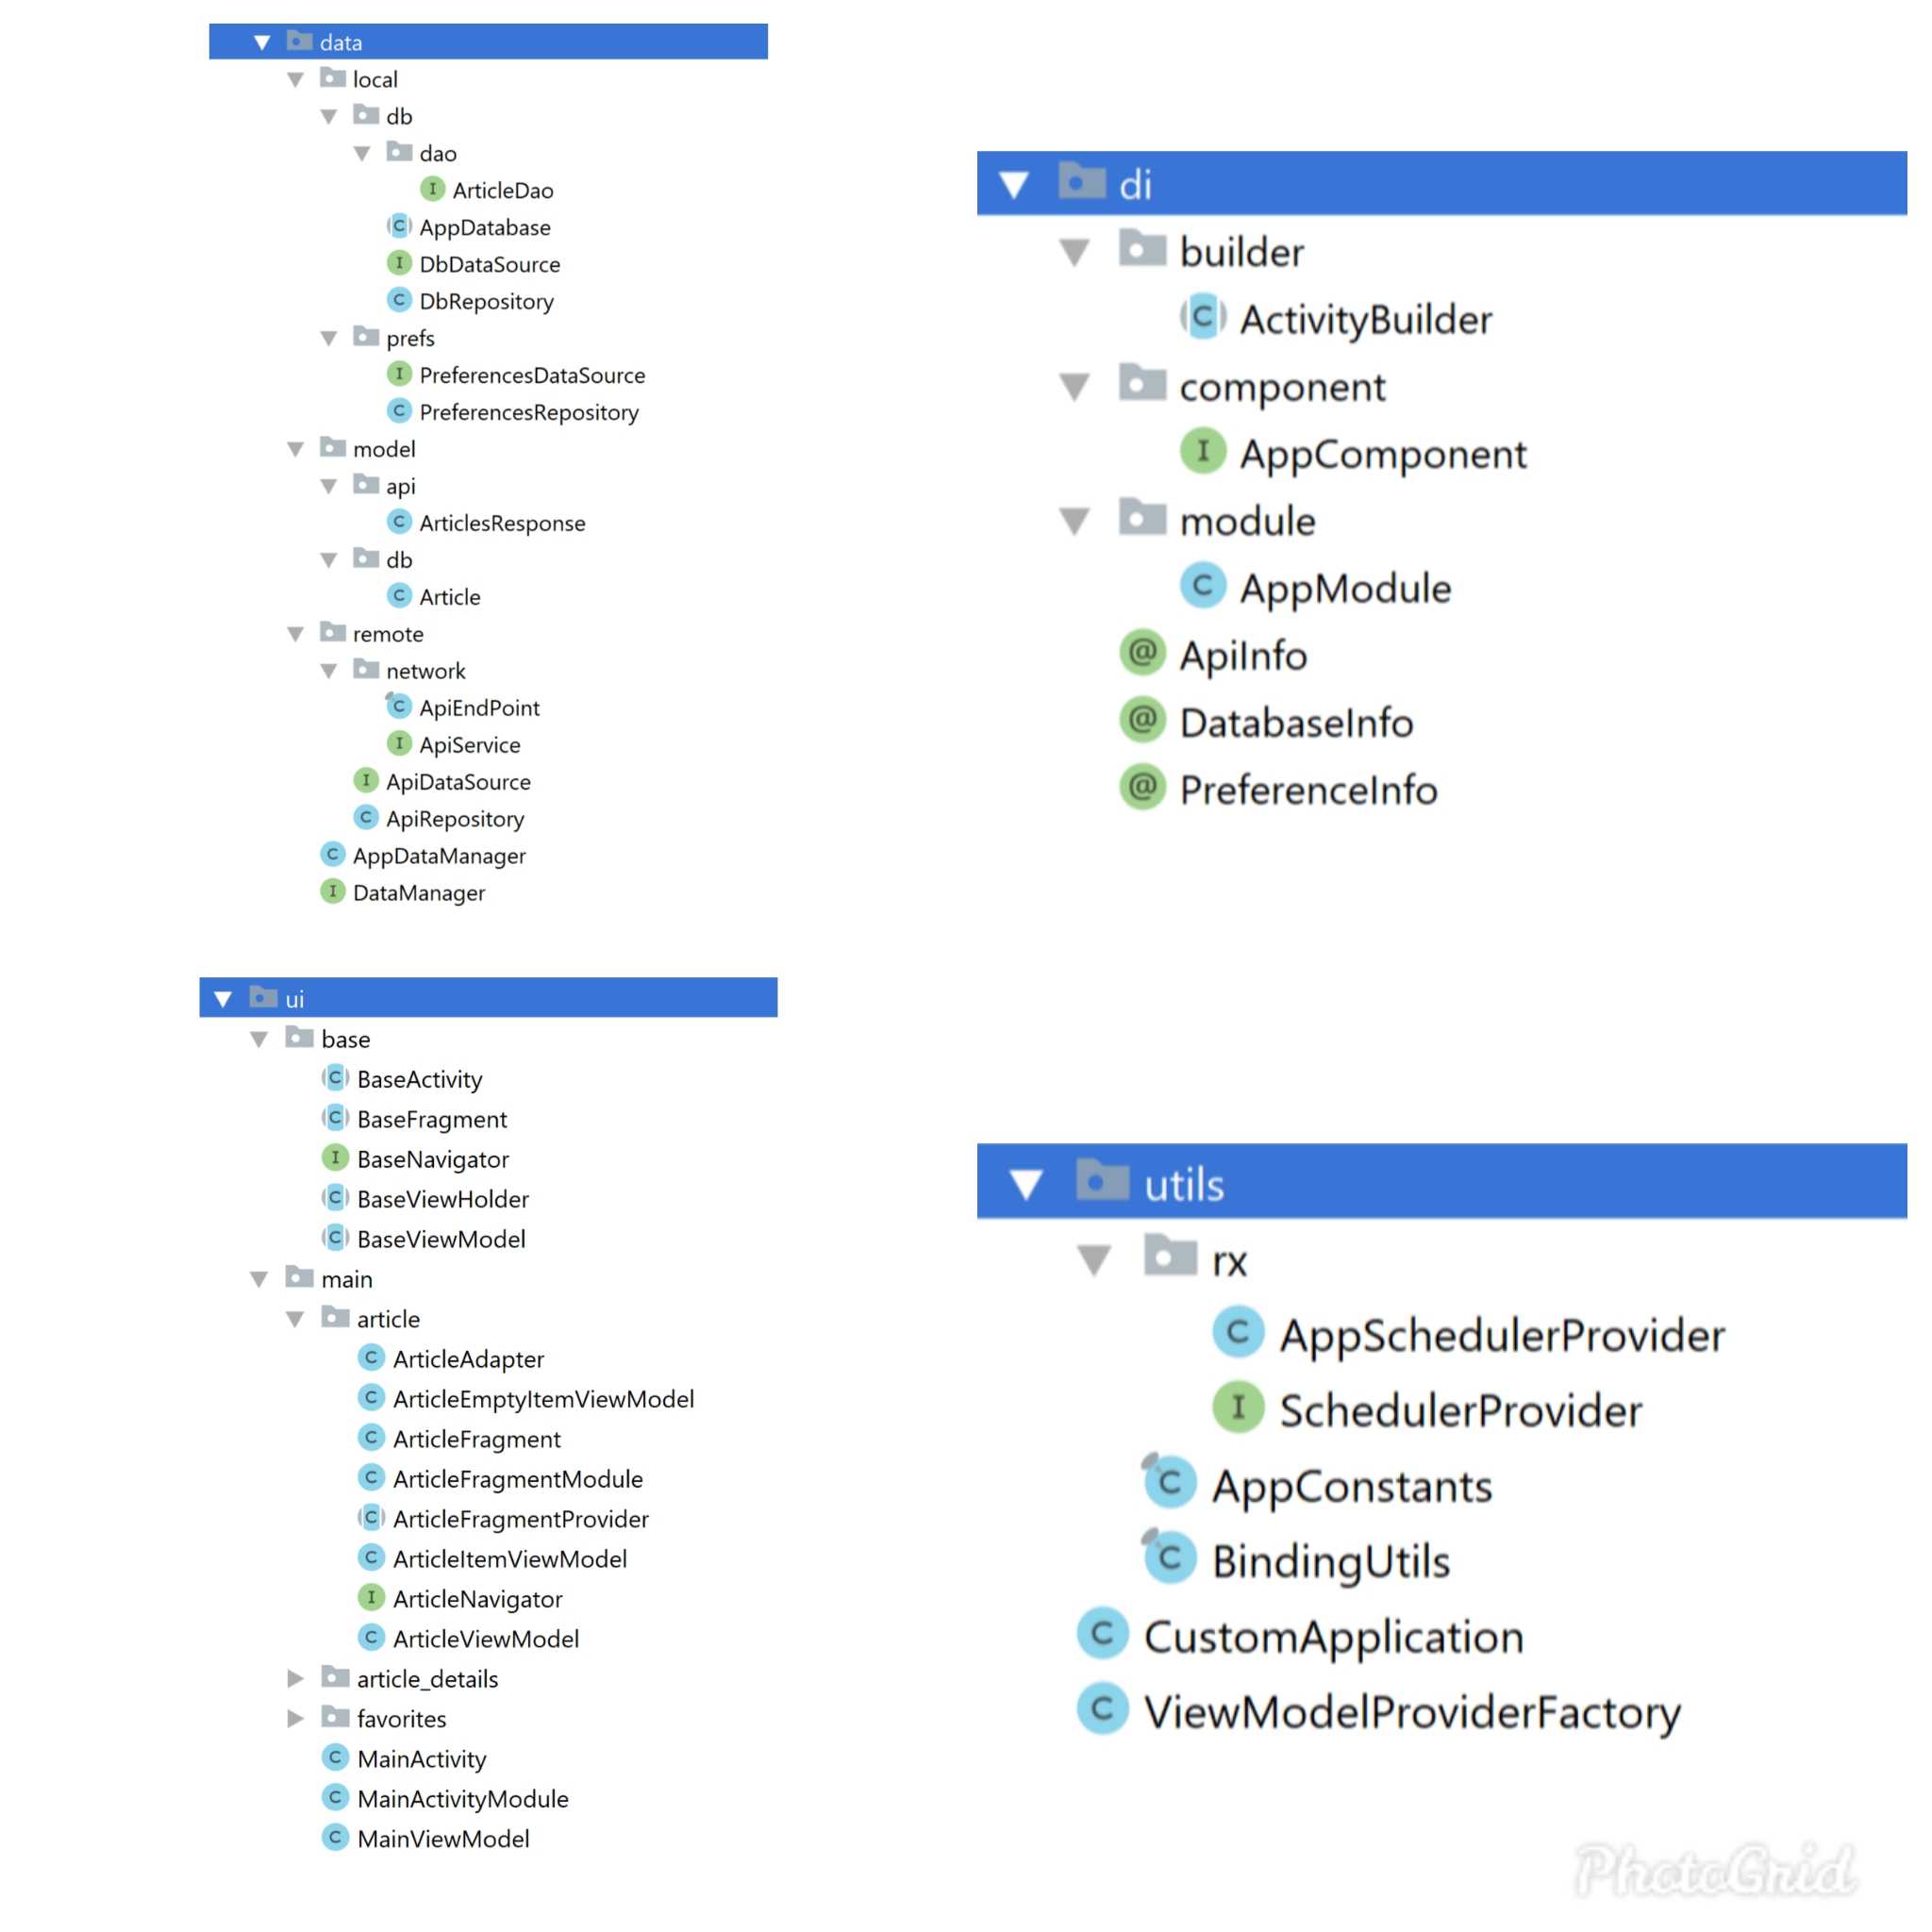 data
local
db
dao
ArticleDao
AppDatabase
DbDataSource
DbRepository
prefs
PreferencesDataSource
PreferencesRepository
model
api
ArticlesResponse
db
Article
remote
network
ApiEndPoint
ApiService
ApiDataSource
ApiRepository
AppDataManager
DataManager
di
builder
ActivityBuilder
component
AppComponent
module
AppModule
ApiInfo
DatabaseInfo
PreferenceInfo
ui
base
BaseActivity
BaseFragment
BaseNavigator
BaseViewHolder
BaseViewModel
main
article
ArticleAdapter
ArticleEmptyItemViewModel
ArticleFragment
ArticleFragmentModule
ArticleFragmentProvider
ArticleItemViewModel
ArticleNavigator
ArticleViewModel
article_details
favorites
MainActivity
MainActivityModule
MainViewModel
utils
rx
AppSchedulerProvider
SchedulerProvider
AppConstants
BindingUtils
CustomApplication
ViewModelProviderFactory
PhotoGrid